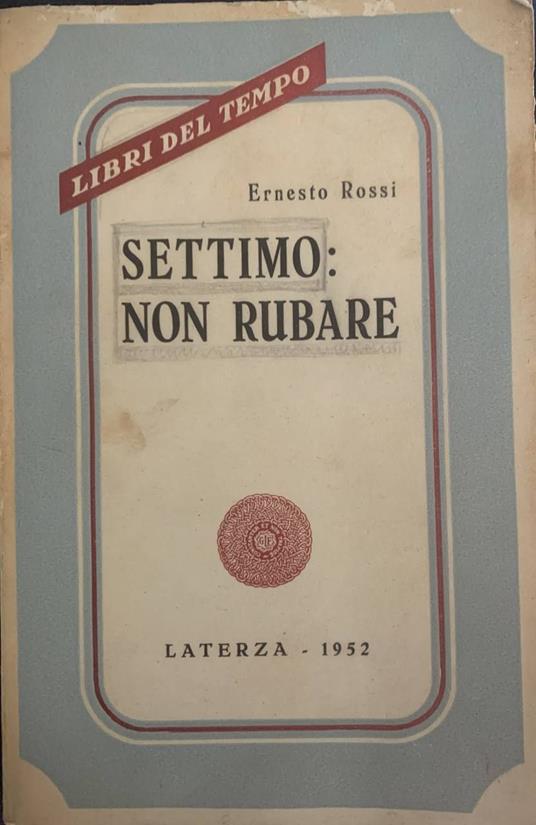 LIBRI DEL TEMPO
Ernesto Rossi
SETTIMO:
NON RUBARE
LATERZA - 1952